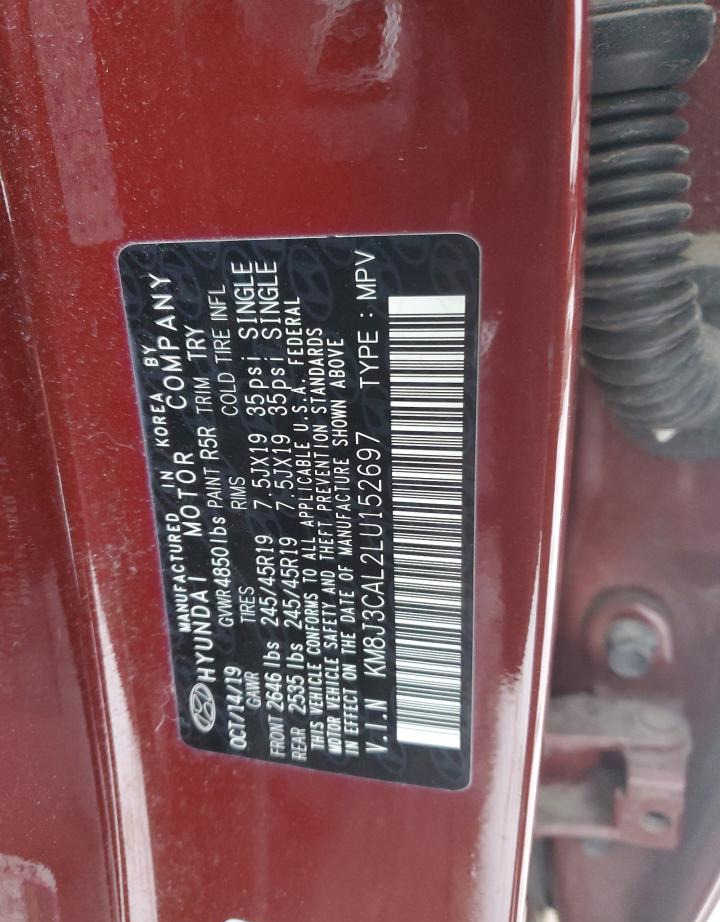 MANUFACTURED IN KOREA BY
HYUNDAI MOTOR COMPANY
OCT/14/19 GVWR 4850 lbs PAINT R5R TRIM TRY
GAWR TIRES RIMS COLD TIRE INFL
FRONT 2646 lbs 245/45R19 7.5JX19 35psi SINGLE
REAR 2535 lbs 245/45R19 7.5JX19 35psi SINGLE
THIS VEHICLE CONFORMS TO ALL APPLICABLE U.S.A. FEDERAL
MOTOR VEHICLE SAFETY AND THEFT PREVENTION STANDARDS
IN EFFECT ON THE DATE OF MANUFACTURE SHOWN ABOVE
V.I.N KM8J3CAL2LU152697 TYPE : MPV